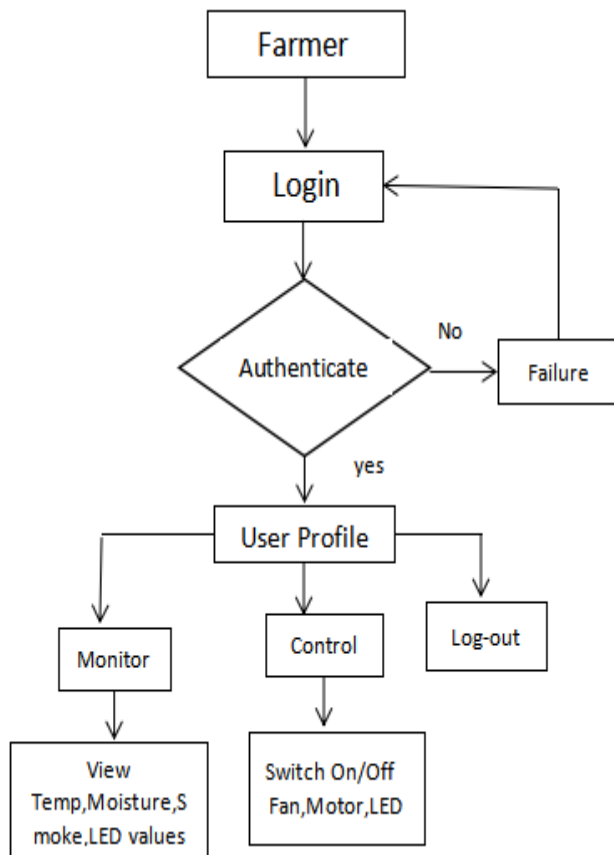 Farmer
Login
Authenticate
No
Failure
yes
User Profile
Monitor
Control
Log-out
View
Temp,Moisture,S
moke,LED values
Switch On/Off
Fan,Motor,LED